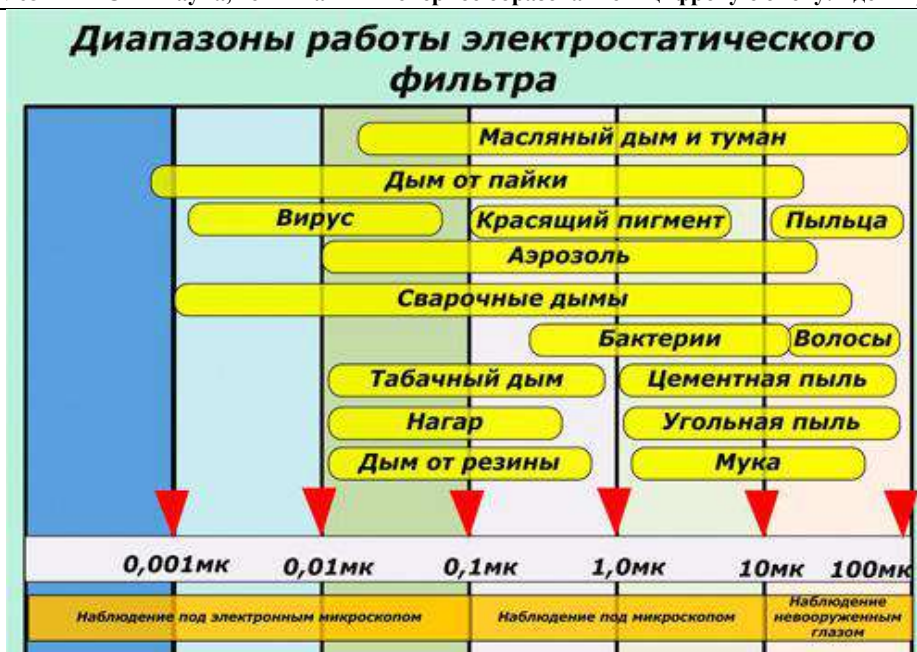 Диапазоны работы электростатического
фильтра
Масляный дым и туман
Дым от пайки
Вирус Красящий пигмент Пыльца
Аэрозоль
Сварочные дымы
Бактерии Волосы
Табачный дым Цементная пыль
Нагар Угольная пыль
Дым от резины Мука
0,001мк 0,01мк 0,1мк 1,0мк 10мк 100мк
Наблюдение под электронным микроскопом Наблюдение под микроскопом Наблюдение
невооруженным
глазом